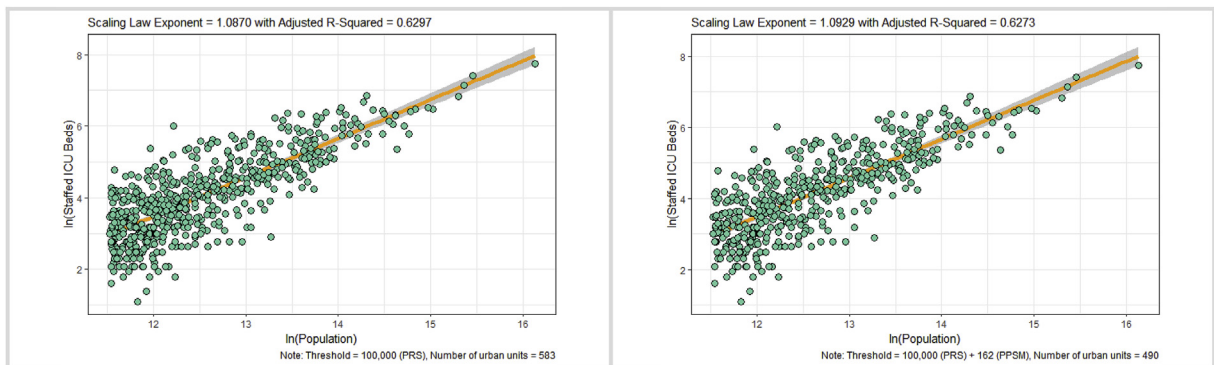 Scaling Law Exponent = 1.0870 with Adjusted R-Squared = 0.6297
8
6
4
2
ln(Staffed ICU Beds)
12 13 14 15 16
ln(Population)
Note: Threshold = 100,000 (PRS), Number of urban units = 583
Scaling Law Exponent = 1.0929 with Adjusted R-Squared = 0.6273
8
6
4
2
ln(Staffed ICU Beds)
12 13 14 15 16
ln(Population)
Note: Threshold = 100,000 (PRS) + 162 (PPSM), Number of urban units = 490